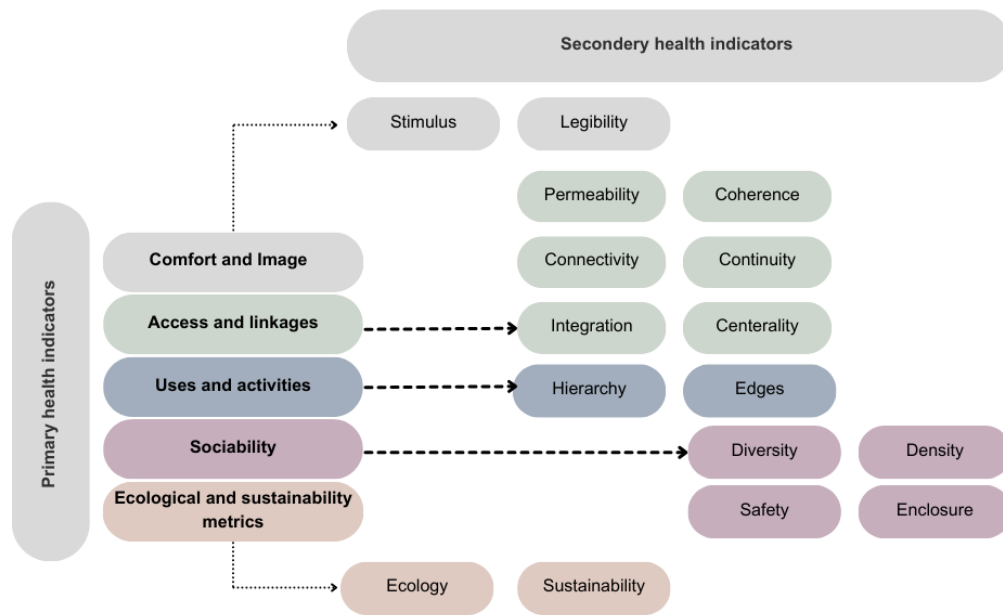 Secondery health indicators
Stimulus
Legibility
Permeability
Coherence
Primary health indicators
Comfort and Image
Connectivity
Continuity
Access and linkages
Integration
Centerality
Uses and activities
Hierarchy
Edges
Sociability
Diversity
Density
Ecological and sustainability
metrics
Safety
Enclosure
Ecology
Sustainability